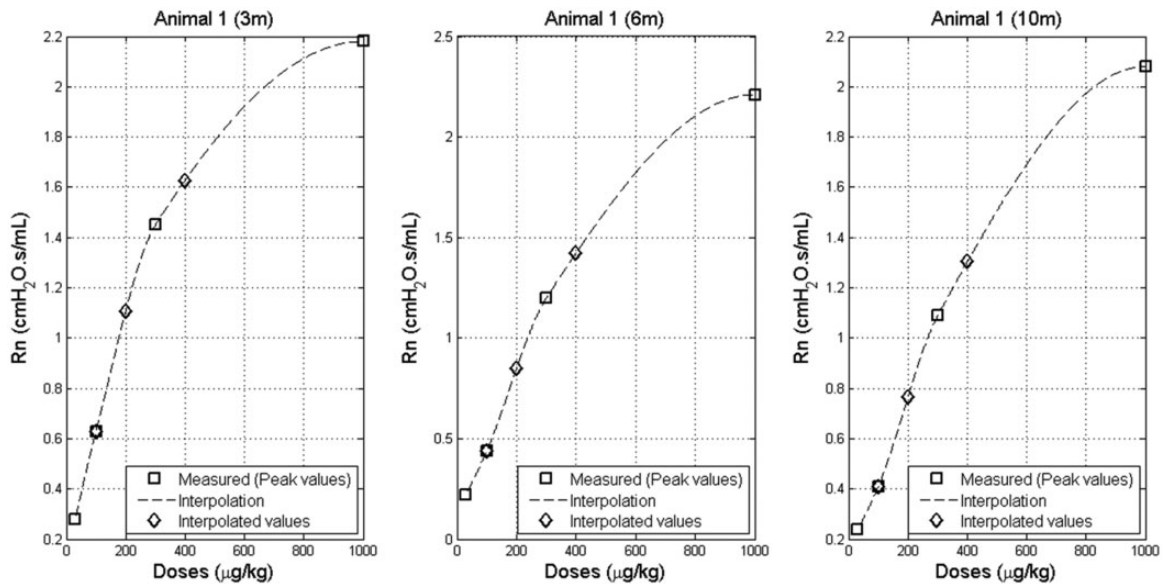 Animal 1 (3m)
2.2
2
1.8
1.6
1.4
1.2
1
0.8
0.6
0.4
0.2
Rn (cmH₂O.s/mL)
0 200 400 600 800 1000
Doses (μg/kg)
Measured (Peak values)
Interpolation
Interpolated values
Animal 1 (6m)
2.5
2
1.5
1
0.5
0
Rn (cmH₂O.s/mL)
0 200 400 600 800 1000
Doses (μg/kg)
Measured (Peak values)
Interpolation
Interpolated values
Animal 1 (10m)
2.2
2
1.8
1.6
1.4
1.2
1
0.8
0.6
0.4
0.2
Rn (cmH₂O.s/mL)
0 200 400 600 800 1000
Doses (μg/kg)
Measured (Peak values)
Interpolation
Interpolated values